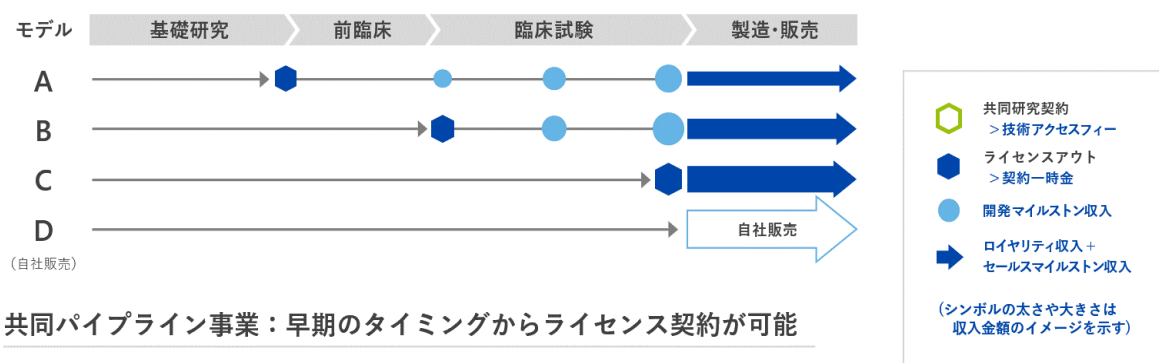 モデル 基礎研究 前臨床 臨床試験 製造・販売
A
B
C
D 自社販売
（自社販売）
共同研究契約
＞技術アクセスフィー
ライセンスアウト
＞契約一時金
開発マイルストン収入
ロイヤリティ収入＋
セールスマイルストン収入
（シンボルの太さや大きさは
収入金額のイメージを示す）
共同パイプライン事業：早期のタイミングからライセンス契約が可能